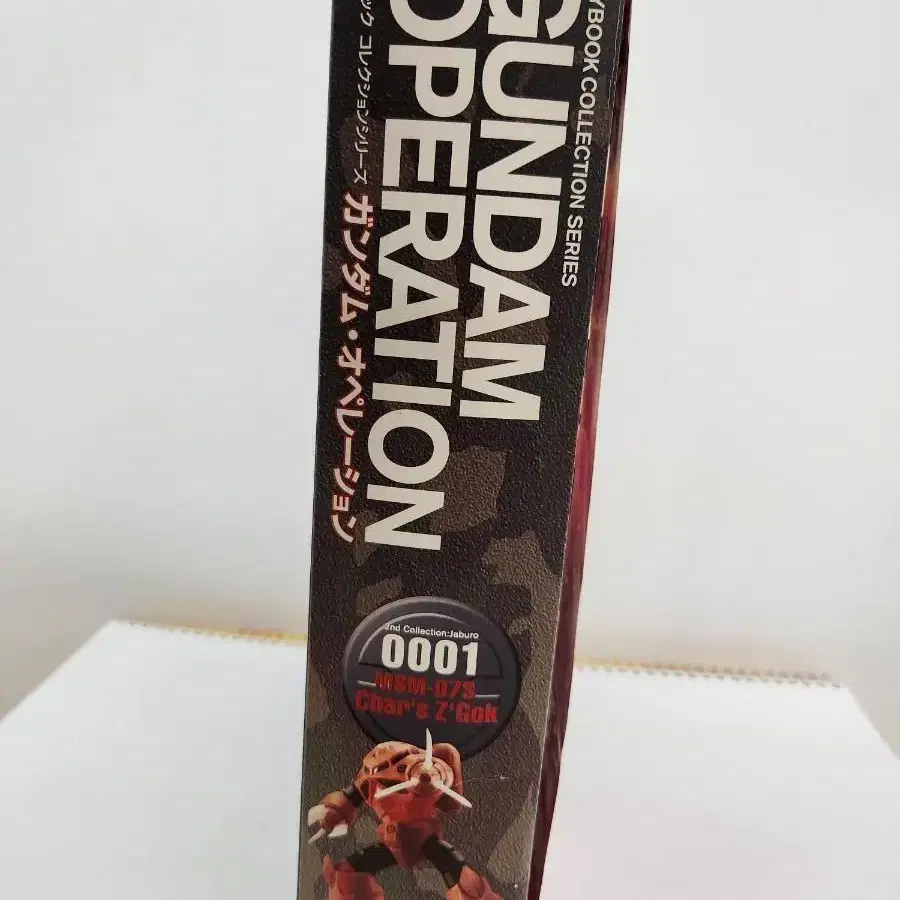 YBOOK COLLECTION SERIES
GUNDAM
OPERATION
ック コレクションシリーズ ガンダム・オペレーション
2nd Collection:Jaburo
0001
MSM-07S
Char's Z'Gok